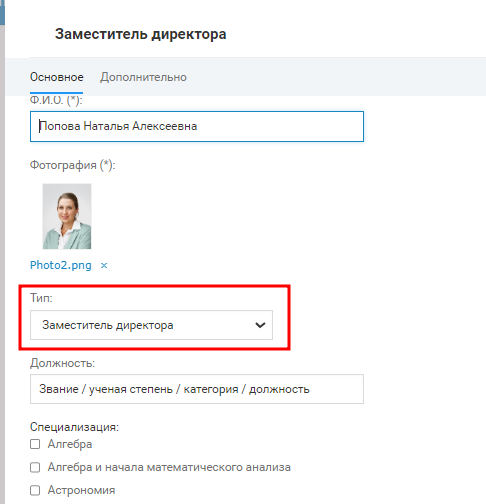 Заместитель директора
Основное Дополнительно
Ф.И.О. (*):
Попова Наталья Алексеевна
Фотография (*):
Photo2.png ×
Тип:
Заместитель директора
Должность:
Звание / ученая степень / категория / должность
Специализация:
Алгебра
Алгебра и начала математического анализа
Астрономия